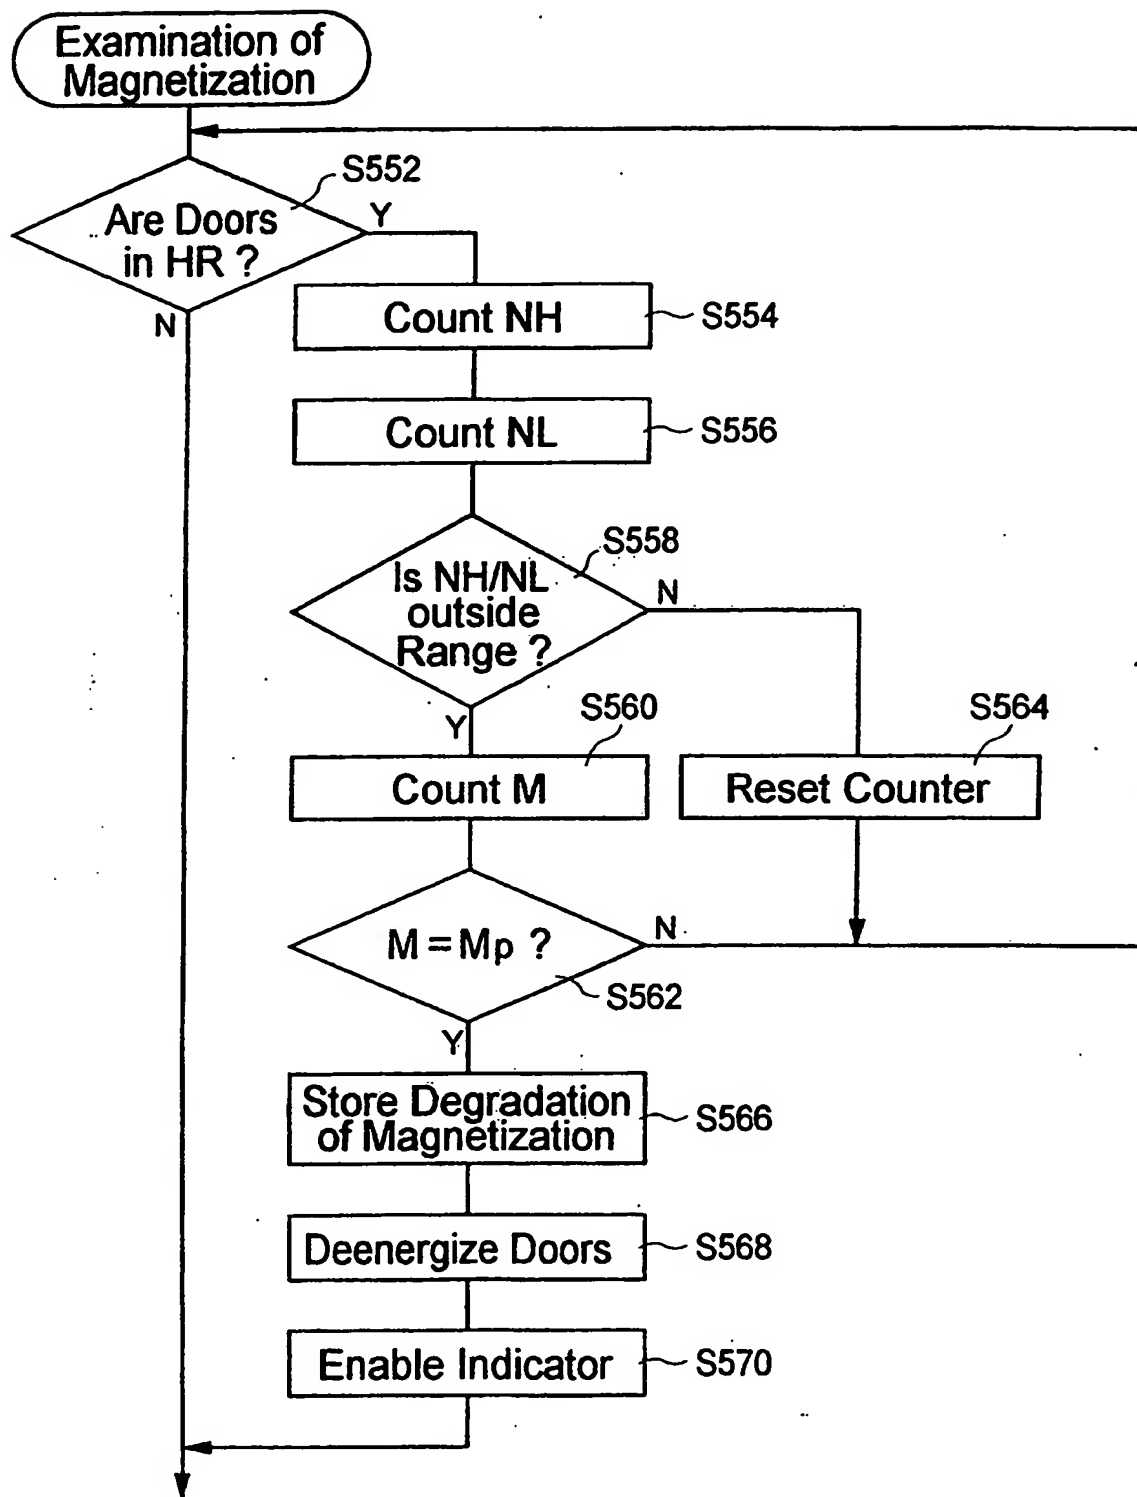 Examination of
Magnetization
S552
Are Doors
in HR ?
Y
N
Count NH
S554
Count NL
S556
S558
Is NH/NL
outside
Range ?
N
Y
S560
S564
Count M
Reset Counter
M = Mp ?
N
S562
Y
Store Degradation
of Magnetization
S566
Deenergize Doors
S568
Enable Indicator
S570